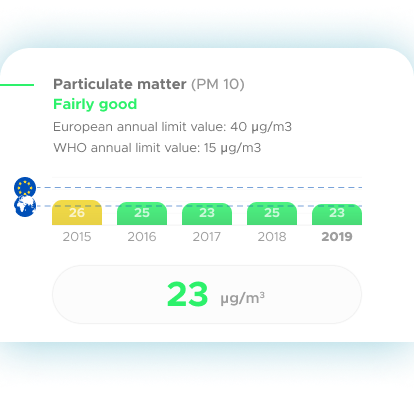 Particulate matter (PM 10)
Fairly good
European annual limit value: 40 µg/m3
WHO annual limit value: 15 µg/m3
26 25 23 25 23
2015 2016 2017 2018 2019
23 µg/m³